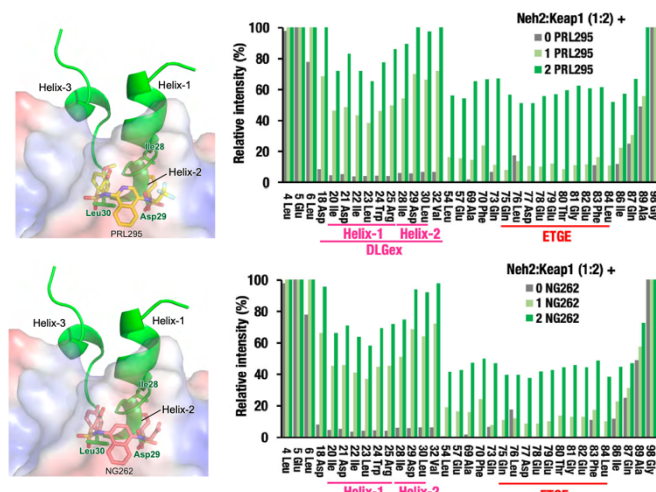 Helix-3
Helix-1
Ile28
Helix-2
Leu30
Asp29
PRL295
Neh2:Keap1 (1:2) +
0 PRL295
1 PRL295
2 PRL295
Relative intensity (%)
100
80
60
40
20
0
4 Leu
5 Glu
6 Leu
18 Asp
20 Ile
21 Asp
22 Ile
23 Leu
24 Trp
25 Arg
28 Ile
29 Asp
30 Leu
32 Val
54 Leu
57 Glu
69 Ala
70 Phe
73 Gln
75 Gln
76 Leu
77 Asp
78 Glu
79 Glu
80 Thr
81 Gly
82 Glu
83 Phe
84 Leu
86 Ile
87 Gln
89 Ala
98 Gly
Helix-1 Helix-2
DLGex
ETGE
Helix-3
Helix-1
Ile28
Helix-2
Leu30
Asp29
NG262
Neh2:Keap1 (1:2) +
0 NG262
1 NG262
2 NG262
Relative intensity (%)
100
80
60
40
20
0
4 Leu
5 Glu
6 Leu
18 Asp
20 Ile
21 Asp
22 Ile
23 Leu
24 Trp
25 Arg
28 Ile
29 Asp
30 Leu
32 Val
54 Leu
57 Glu
69 Ala
70 Phe
73 Gln
75 Gln
76 Leu
77 Asp
78 Glu
79 Glu
80 Thr
81 Gly
82 Glu
83 Phe
84 Leu
86 Ile
87 Gln
89 Ala
98 Gly
Helix-1 Helix-2
ETGE